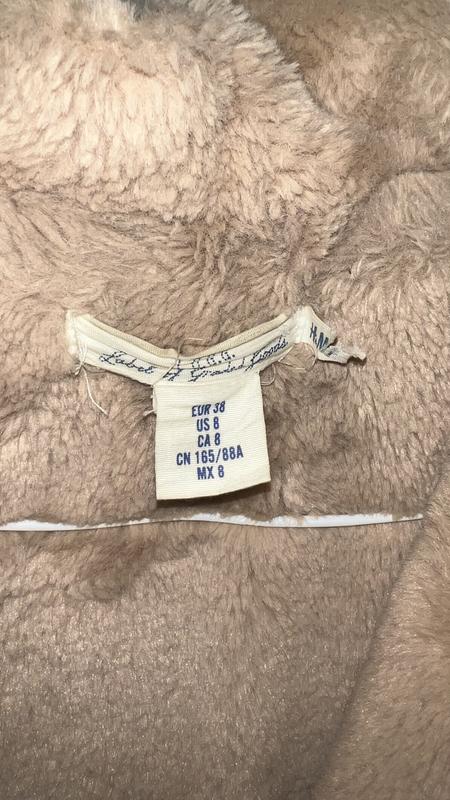 L.O.G.G.
Label of Graded Goods
H&M
EUR 38
US 8
CA 8
CN 165/88A
MX 8